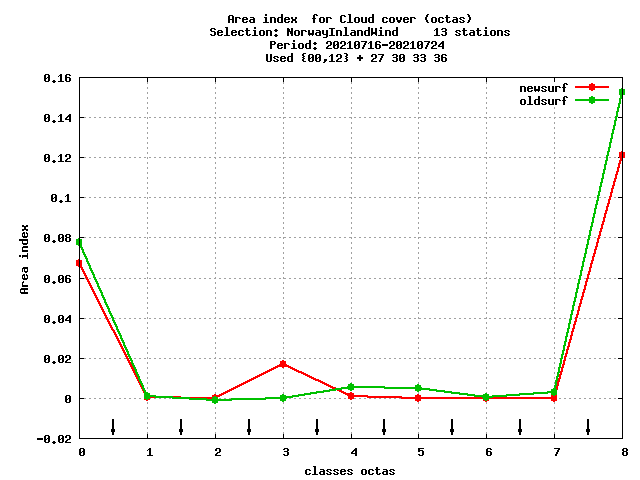 Area index  for Cloud cover (octas)
Selection: NorwayInlandWind     13 stations
Period: 20210716-20210724
Used {00,12} + 27 30 33 36
newsurf
oldsurf
0.16
0.14
0.12
0.1
0.08
0.06
0.04
0.02
0
-0.02
Area index
0 1 2 3 4 5 6 7 8
classes octas